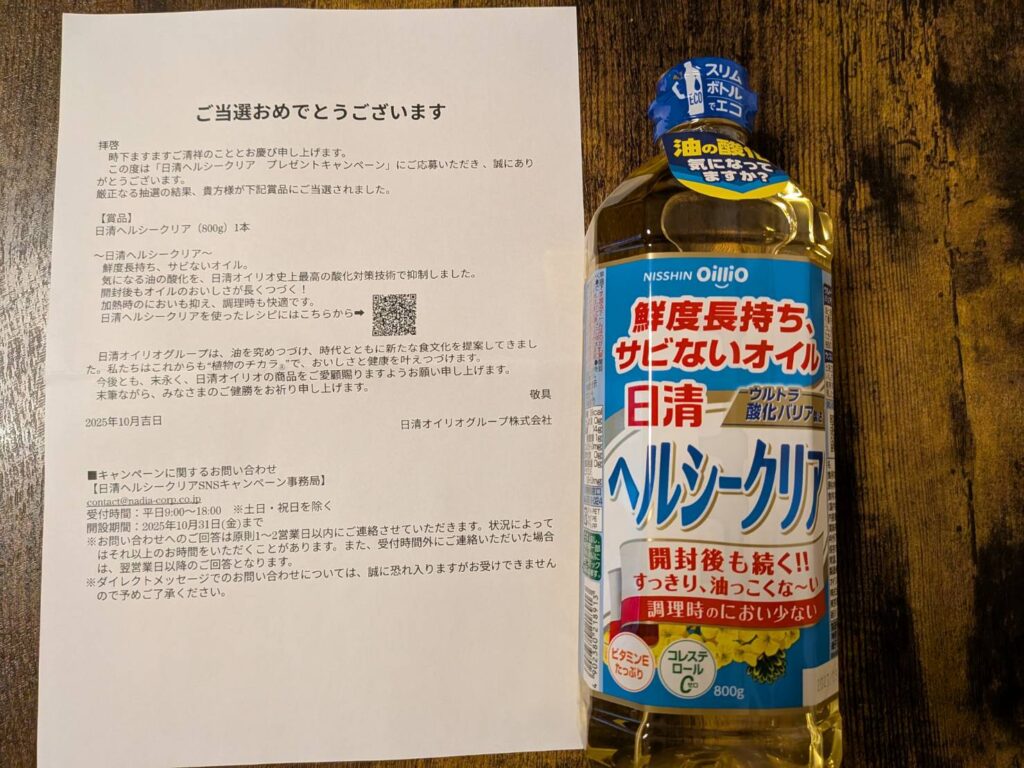 ご当選おめでとうございます
拝啓
時下ますますご清祥のこととお慶び申し上げます。
この度は「日清ヘルシークリア プレゼントキャンペーン」にご応募いただき、誠にあり
がとうございます。
厳正なる抽選の結果、貴方様が下記賞品にご当選されました。
【賞品】
日清ヘルシークリア（800g）1本
～日清ヘルシークリア～
鮮度長持ち、サビないオイル。
気になる油の酸化を、日清オイリオ史上最高の酸化対策技術で抑制しました。
開封後もオイルのおいしさが長くつづく！
加熱時のにおいも抑え、調理時も快適です。
日清ヘルシークリアを使ったレシピにはこちらから➡
日清オイリオグループは、油を究めつづけ、時代とともに新たな食文化を提案してきまし
た。私たちはこれからも“植物のチカラ®”で、おいしさと健康を叶えつづけます。
今後とも、末永く、日清オイリオの商品をご愛顧賜りますようお願い申し上げます。
末筆ながら、みなさまのご健勝をお祈り申し上げます。
敬具
2025年10月吉日
日清オイリオグループ株式会社
■キャンペーンに関するお問い合わせ
【日清ヘルシークリアSNSキャンペーン事務局】
contact@nadia-corp.co.jp
受付時間：平日9:00～18:00 ※土日・祝日を除く
開設期間：2025年10月31日(金)まで
※お問い合わせへのご回答は原則1～2営業日以内にご連絡させていただきます。状況によって
はそれ以上のお時間をいただくことがあります。また、受付時間外にご連絡いただいた場合
は、翌営業日以降のご回答となります。
※ダイレクトメッセージでのお問い合わせについては、誠に恐れ入りますがお受けできません
ので予めご了承ください。
スリム
ボトル
でエコ
ECO
油の酸化
気になって
ますか？
NISSHIN OilliO
鮮度長持ち、
サビないオイル
日清
ウルトラ
酸化バリア
ヘルシークリア
開封後も続く!!
すっきり、油っこくな～い
調理時のにおい少ない
ビタミンE
たっぷり
コレステ
ロール
ゼロ
800g